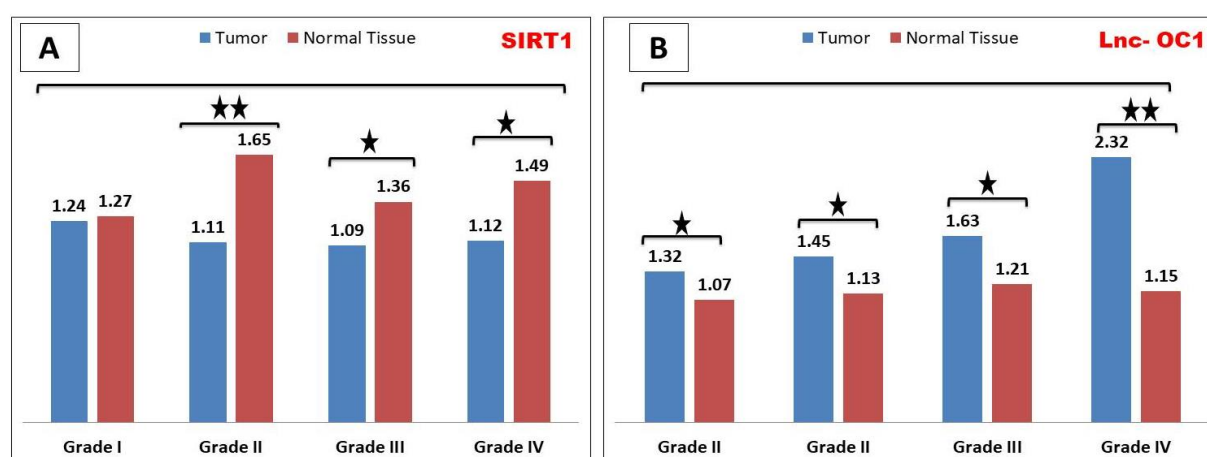 A
Tumor Normal Tissue
SIRT1
★★
★
★
1.24
1.27
1.11
1.65
1.09
1.36
1.12
1.49
Grade I
Grade II
Grade III
Grade IV
B
Tumor Normal Tissue
Lnc- OC1
★
★
★
★★
1.32
1.07
1.45
1.13
1.63
1.21
2.32
1.15
Grade II
Grade II
Grade III
Grade IV